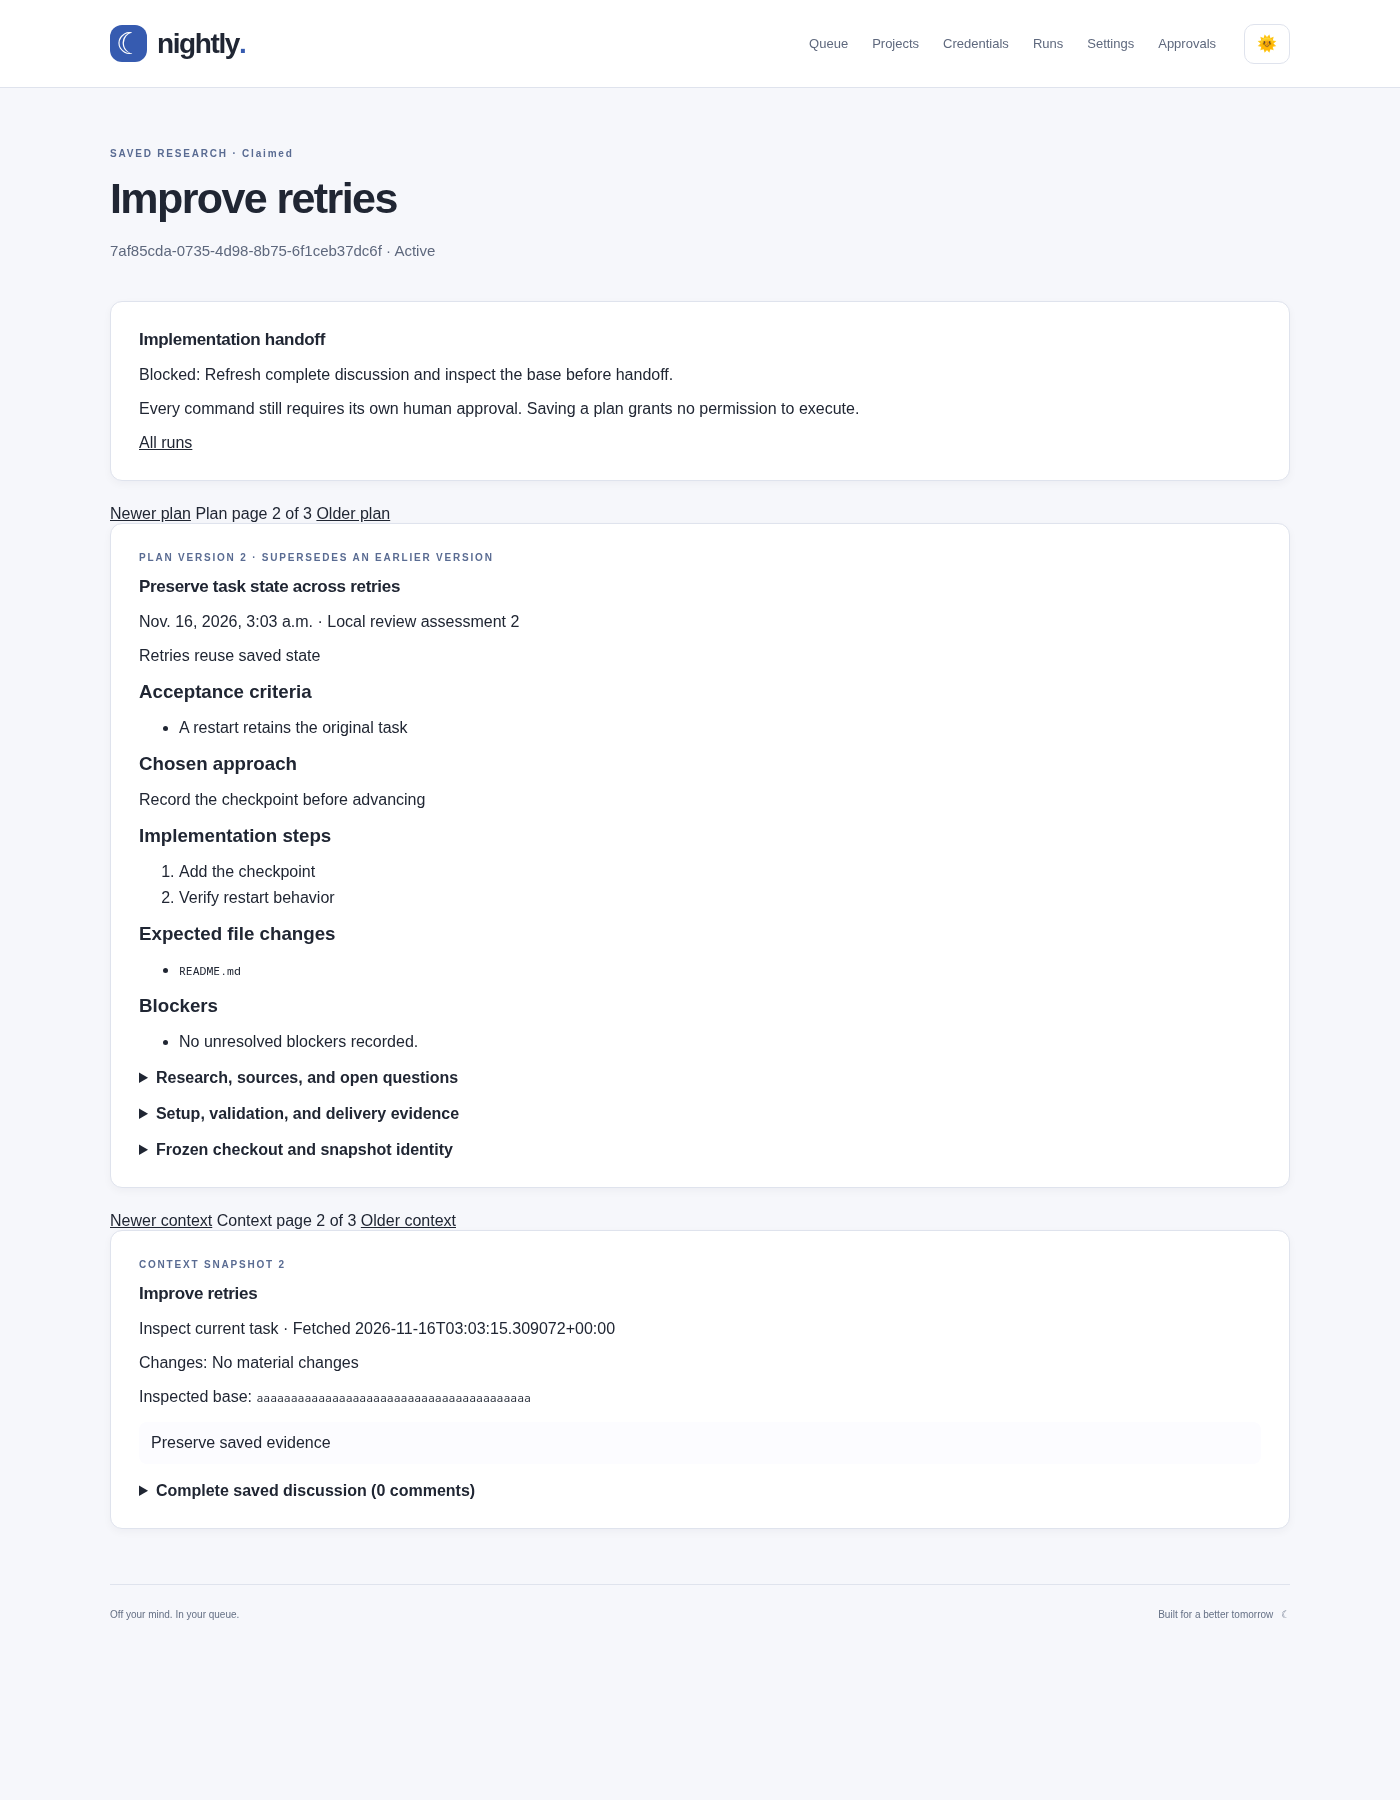 nightly.
Queue Projects Credentials Runs Settings Approvals
SAVED RESEARCH · Claimed
Improve retries
7af85cda-0735-4d98-8b75-6f1ceb37dc6f · Active
Implementation handoff
Blocked: Refresh complete discussion and inspect the base before handoff.
Every command still requires its own human approval. Saving a plan grants no permission to execute.
All runs
Newer plan Plan page 2 of 3 Older plan
PLAN VERSION 2 · SUPERSEDES AN EARLIER VERSION
Preserve task state across retries
Nov. 16, 2026, 3:03 a.m. · Local review assessment 2
Retries reuse saved state
Acceptance criteria
• A restart retains the original task
Chosen approach
Record the checkpoint before advancing
Implementation steps
1. Add the checkpoint
2. Verify restart behavior
Expected file changes
• README.md
Blockers
• No unresolved blockers recorded.
Research, sources, and open questions
Setup, validation, and delivery evidence
Frozen checkout and snapshot identity
Newer context Context page 2 of 3 Older context
CONTEXT SNAPSHOT 2
Improve retries
Inspect current task · Fetched 2026-11-16T03:03:15.309072+00:00
Changes: No material changes
Inspected base: aaaaaaaaaaaaaaaaaaaaaaaaaaaaaaaaaaaaaaaa
Preserve saved evidence
Complete saved discussion (0 comments)
Off your mind. In your queue.
Built for a better tomorrow ☾